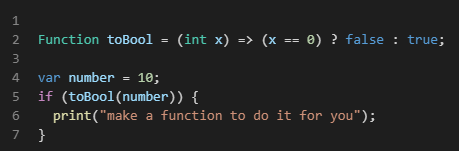 1
2 Function toBool = (int x) => (x == 0) ? false : true;
3
4 var number = 10;
5 if (toBool(number)) {
6   print("make a function to do it for you");
7 }